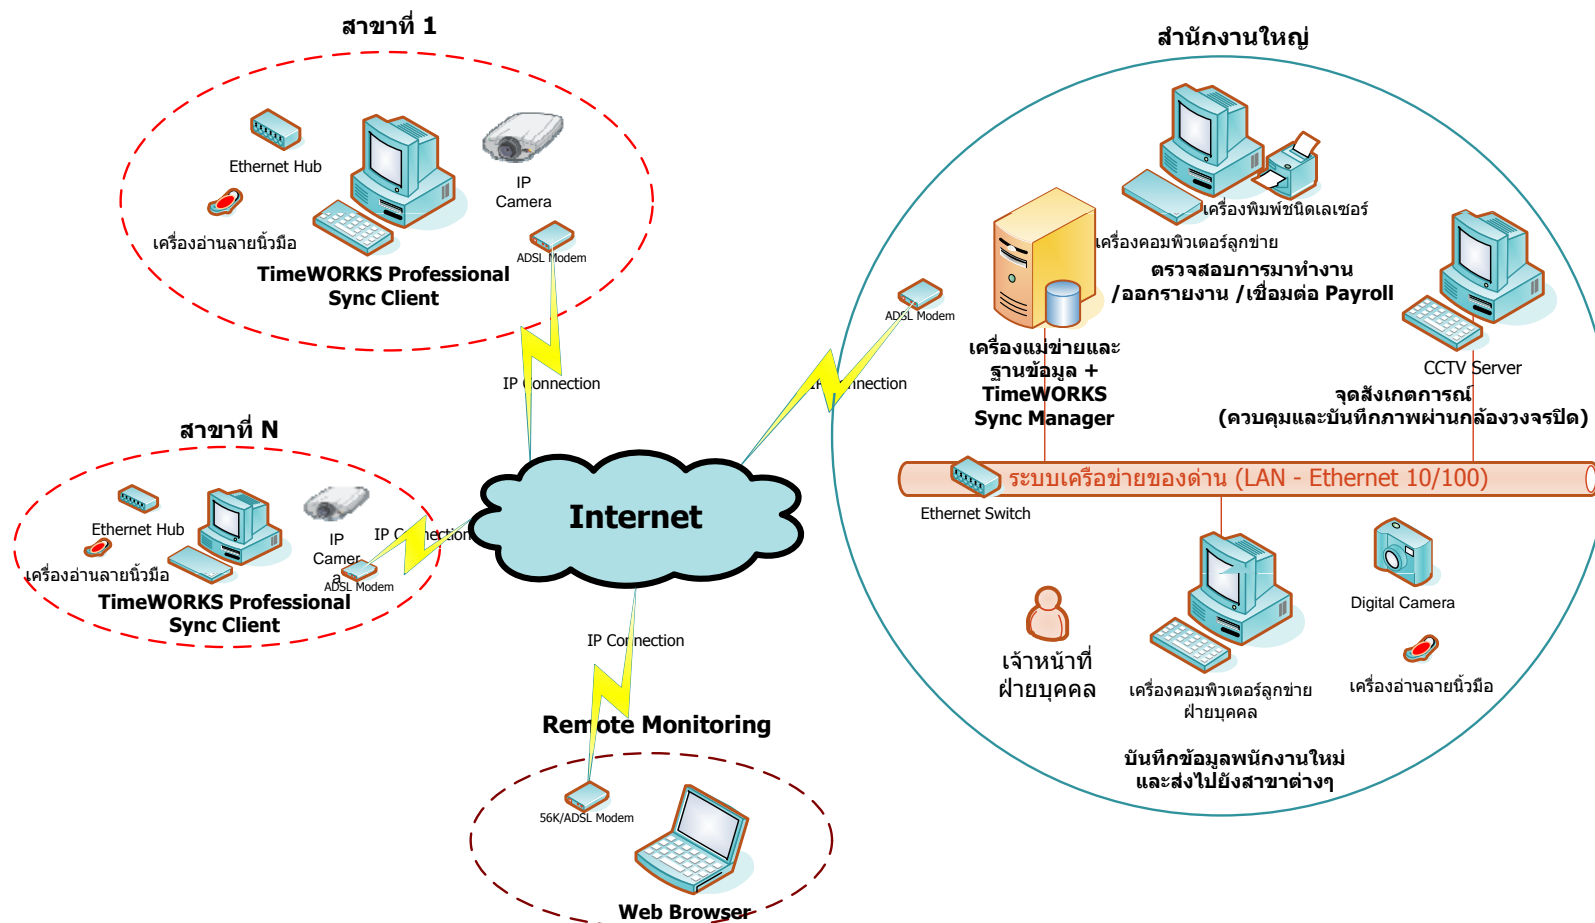 สาขาที่ 1
Ethernet Hub
IP
Camera
เครื่องอ่านลายนิ้วมือ
ADSL Modem
TimeWORKS Professional
Sync Client
IP Connection
สาขาที่ N
Ethernet Hub
IP
Camer
a
เครื่องอ่านลายนิ้วมือ
ADSL Modem
TimeWORKS Professional
Sync Client
IP Connection
Internet
IP Connection
Remote Monitoring
56K/ADSL Modem
Web Browser
IP Connection
สำนักงานใหญ่
เครื่องพิมพ์ชนิดเลเซอร์
เครื่องคอมพิวเตอร์ลูกข่าย
ตรวจสอบการมาทำงาน
/ออกรายงาน /เชื่อมต่อ Payroll
ADSL Modem
เครื่องแม่ข่ายและ
ฐานข้อมูล +
TimeWORKS
Sync Manager
CCTV Server
จุดสังเกตการณ์
(ควบคุมและบันทึกภาพผ่านกล้องวงจรปิด)
ระบบเครือข่ายของด่าน (LAN - Ethernet 10/100)
Ethernet Switch
เจ้าหน้าที่
ฝ่ายบุคคล
เครื่องคอมพิวเตอร์ลูกข่าย
ฝ่ายบุคคล
Digital Camera
เครื่องอ่านลายนิ้วมือ
บันทึกข้อมูลพนักงานใหม่
และส่งไปยังสาขาต่างๆ